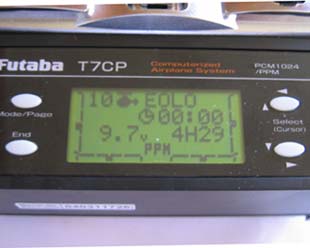 Futaba T7CP Computerized Airplane System PCM1024 /PPM
Mode/Page
End
Select (Cursor)
10 EOLO
00:00
9.7v 4H29
PPM